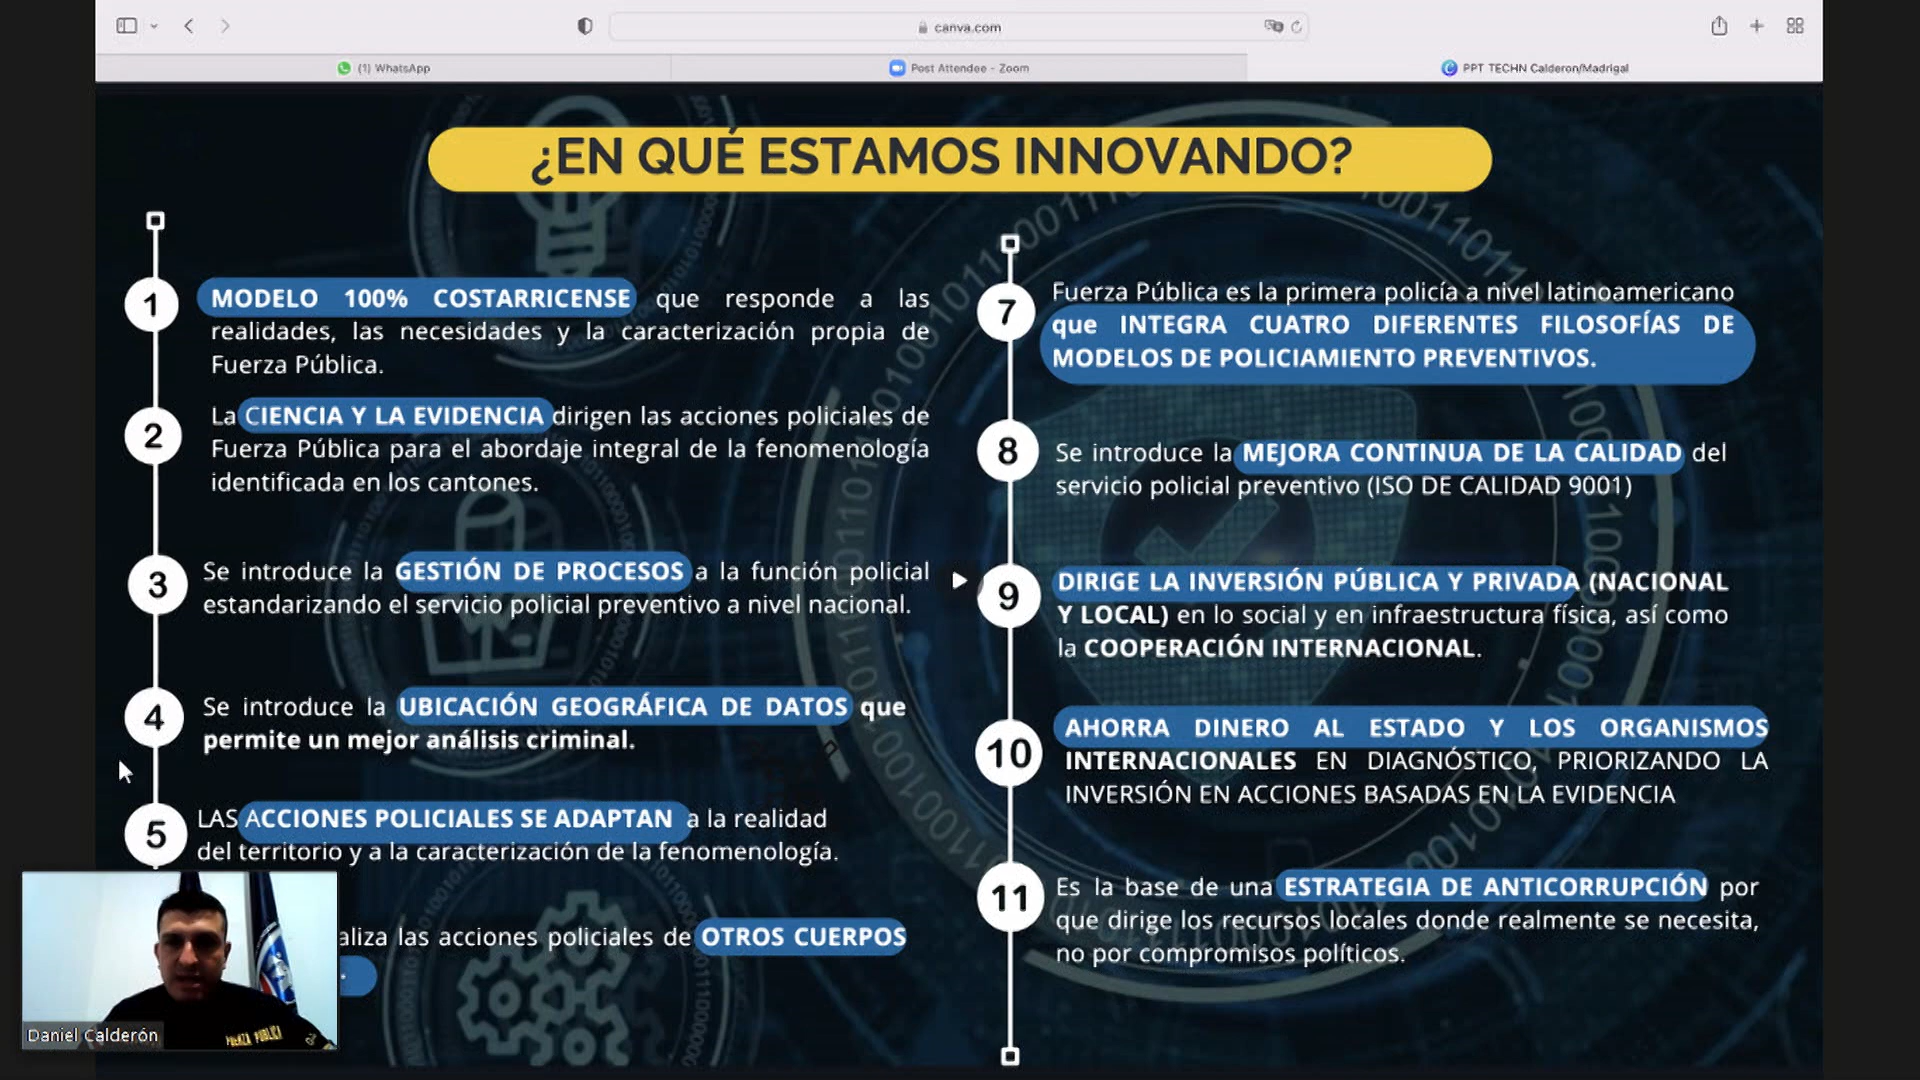 canva.com
(1) WhatsApp
Post Attendee - Zoom
PPT TECHN Calderon/Madrigal
¿EN QUÉ ESTAMOS INNOVANDO?
1
MODELO 100% COSTARRICENSE que responde a las
realidades, las necesidades y la caracterización propia de
Fuerza Pública.
2
La CIENCIA Y LA EVIDENCIA dirigen las acciones policiales de
Fuerza Pública para el abordaje integral de la fenomenología
identificada en los cantones.
3
Se introduce la GESTIÓN DE PROCESOS a la función policial
estandarizando el servicio policial preventivo a nivel nacional.
4
Se introduce la UBICACIÓN GEOGRÁFICA DE DATOS que
permite un mejor análisis criminal.
5
LAS ACCIONES POLICIALES SE ADAPTAN a la realidad
del territorio y a la caracterización de la fenomenología.
aliza las acciones policiales de OTROS CUERPOS
7
Fuerza Pública es la primera policía a nivel latinoamericano
que INTEGRA CUATRO DIFERENTES FILOSOFÍAS DE
MODELOS DE POLICIAMIENTO PREVENTIVOS.
8
Se introduce la MEJORA CONTINUA DE LA CALIDAD del
servicio policial preventivo (ISO DE CALIDAD 9001)
9
DIRIGE LA INVERSIÓN PÚBLICA Y PRIVADA (NACIONAL
Y LOCAL) en lo social y en infraestructura física, así como
la COOPERACIÓN INTERNACIONAL.
10
AHORRA DINERO AL ESTADO Y LOS ORGANISMOS
INTERNACIONALES EN DIAGNÓSTICO, PRIORIZANDO LA
INVERSIÓN EN ACCIONES BASADAS EN LA EVIDENCIA
11
Es la base de una ESTRATEGIA DE ANTICORRUPCIÓN por
que dirige los recursos locales donde realmente se necesita,
no por compromisos políticos.
FUERZA PUBLICA
Daniel Calderón